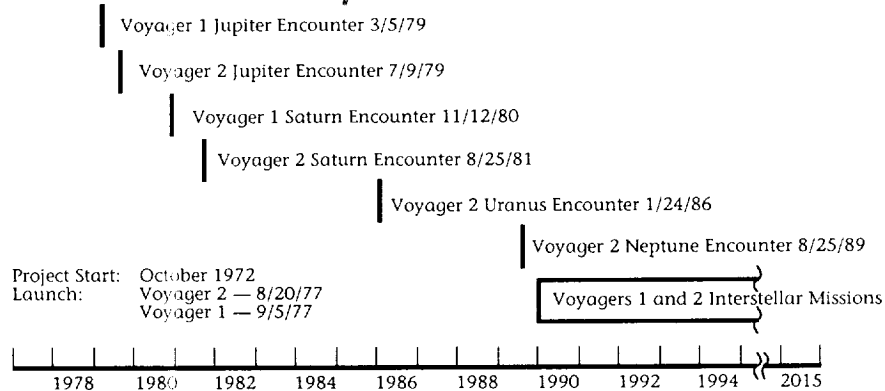 Voyager 1 Jupiter Encounter 3/5/79
Voyager 2 Jupiter Encounter 7/9/79
Voyager 1 Saturn Encounter 11/12/80
Voyager 2 Saturn Encounter 8/25/81
Voyager 2 Uranus Encounter 1/24/86
Voyager 2 Neptune Encounter 8/25/89
Project Start: October 1972
Launch: Voyager 2 — 8/20/77
Voyager 1 — 9/5/77
Voyagers 1 and 2 Interstellar Missions
1978 1980 1982 1984 1986 1988 1990 1992 1994 2015